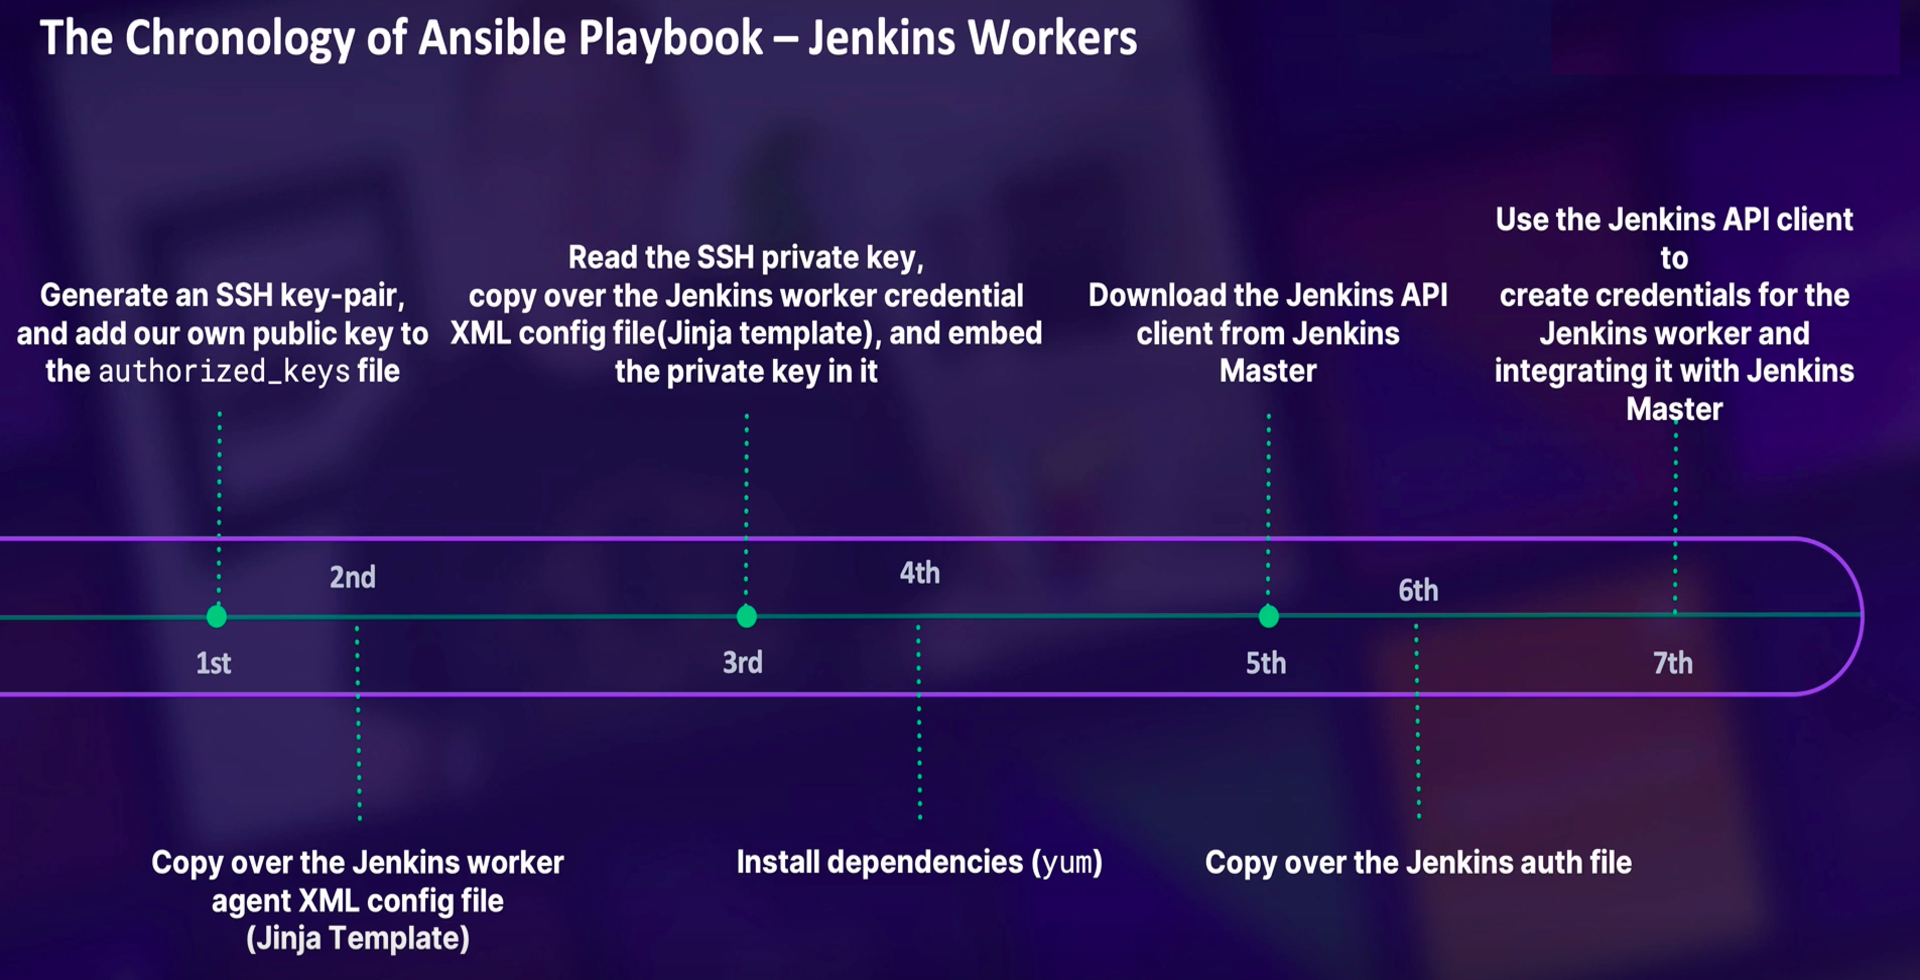 The Chronology of Ansible Playbook – Jenkins Workers
Generate an SSH key-pair,
and add our own public key to
the authorized_keys file
Read the SSH private key,
copy over the Jenkins worker credential
XML config file(Jinja template), and embed
the private key in it
Download the Jenkins API
client from Jenkins
Master
Use the Jenkins API client
to
create credentials for the
Jenkins worker and
integrating it with Jenkins
Master
1st
2nd
3rd
4th
5th
6th
7th
Copy over the Jenkins worker
agent XML config file
(Jinja Template)
Install dependencies (yum)
Copy over the Jenkins auth file